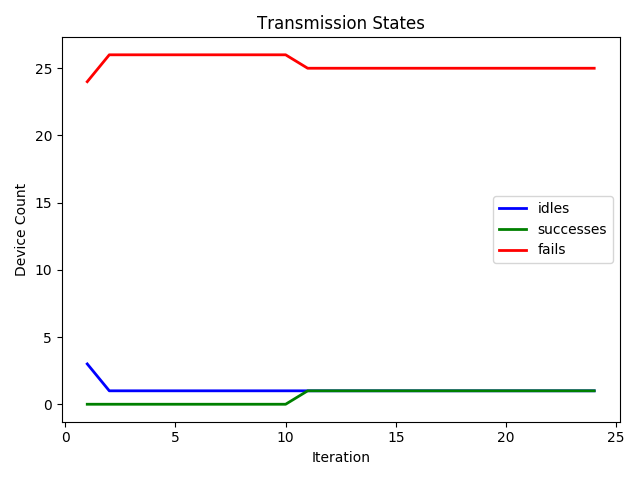 Transmission States
Device Count
25
20
15
10
5
0
idles
successes
fails
0 5 10 15 20 25
Iteration